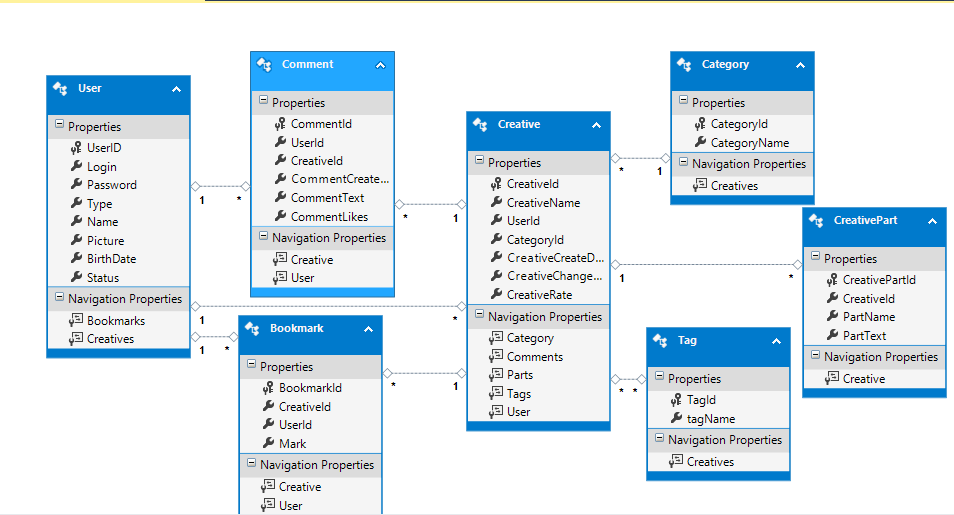 User
Properties
UserID
Login
Password
Type
Name
Picture
BirthDate
Status
Navigation Properties
Bookmarks
Creatives
1
*
1
*
1
*
Comment
Properties
CommentId
UserId
CreativeId
CommentCreate...
CommentText
CommentLikes
Navigation Properties
Creative
User
*
1
Bookmark
Properties
BookmarkId
CreativeId
UserId
Mark
Navigation Properties
Creative
User
*
1
Creative
Properties
CreativeId
CreativeName
UserId
CategoryId
CreativeCreateD...
CreativeChange...
CreativeRate
Navigation Properties
Category
Comments
Parts
Tags
User
*
1
1
*
*
*
Category
Properties
CategoryId
CategoryName
Navigation Properties
Creatives
Tag
Properties
TagId
tagName
Navigation Properties
Creatives
CreativePart
Properties
CreativePartId
CreativeId
PartName
PartText
Navigation Properties
Creative